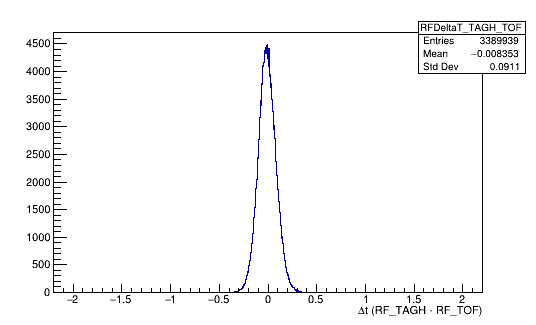 RFDeltaT_TAGH_TOF
Entries 3389939
Mean −0.008353
Std Dev 0.0911
4500
4000
3500
3000
2500
2000
1500
1000
500
0
−2 −1.5 −1 −0.5 0 0.5 1 1.5 2
Δt (RF_TAGH - RF_TOF)